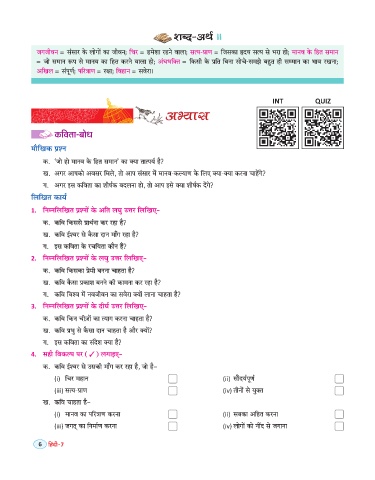 शब्द-अर्थ
जगजीवन = संसार के लोगों का जीवन; चिर = हमेशा रहने वाला; सत्य-प्राण = जिसका हृदय सत्य से भरा हो; मानव के हित समान
= जो समान रूप से मानव का हित करने वाला हो; अंधभक्ति = किसी के प्रति बिना सोचे-समझे बहुत ही सम्मान का भाव रखना;
अखिल = संपूर्ण; परित्राण = रक्षा; विहान = सवेरा।
INT QUIZ
अभ्यास
कविता-बोध
मौखिक प्रश्न
क. 'जो हो मानव के हित समान' का क्या तात्पर्य है?
ख. अगर आपको अवसर मिले, तो आप संसार में मानव-कल्याण के लिए क्या-क्या करना चाहेंगे?
ग. अगर इस कविता का शीर्षक बदलना हो, तो आप इसे क्या शीर्षक देंगे?
लिखित कार्य
1. निम्नलिखित प्रश्नों के अति लघु उत्तर लिखिए-
क. कवि किससे प्रार्थना कर रहा है?
ख. कवि ईश्वर से कैसा दान माँग रहा है?
ग. इस कविता के रचयिता कौन हैं?
2. निम्नलिखित प्रश्नों के लघु उत्तर लिखिए-
क. कवि किसका प्रेमी बनना चाहता है?
ख. कवि कैसा प्रकाश बनने की कामना कर रहा है?
ग. कवि विश्व में नवजीवन का सवेरा क्यों लाना चाहता है?
3. निम्नलिखित प्रश्नों के दीर्घ उत्तर लिखिए-
क. कवि किन चीज़ों का त्याग करना चाहता है?
ख. कवि प्रभु से कैसा दान चाहता है और क्यों?
ग. इस कविता का संदेश क्या है?
4. सही विकल्प पर (✓) लगाइए-
क. कवि ईश्वर से उसकी माँग कर रहा है, जो है-
(i) चिर महान
(ii) सौंदर्यपूर्ण
(iii) सत्य-प्राण
(iv) तीनों से युक्त
ख. कवि चाहता है-
(i) मानव का परित्राण करना
(ii) सबका अहित करना
(iii) जगत् का निर्माण करना
(iv) लोगों को नींद से जगाना
6 हिन्दी-7